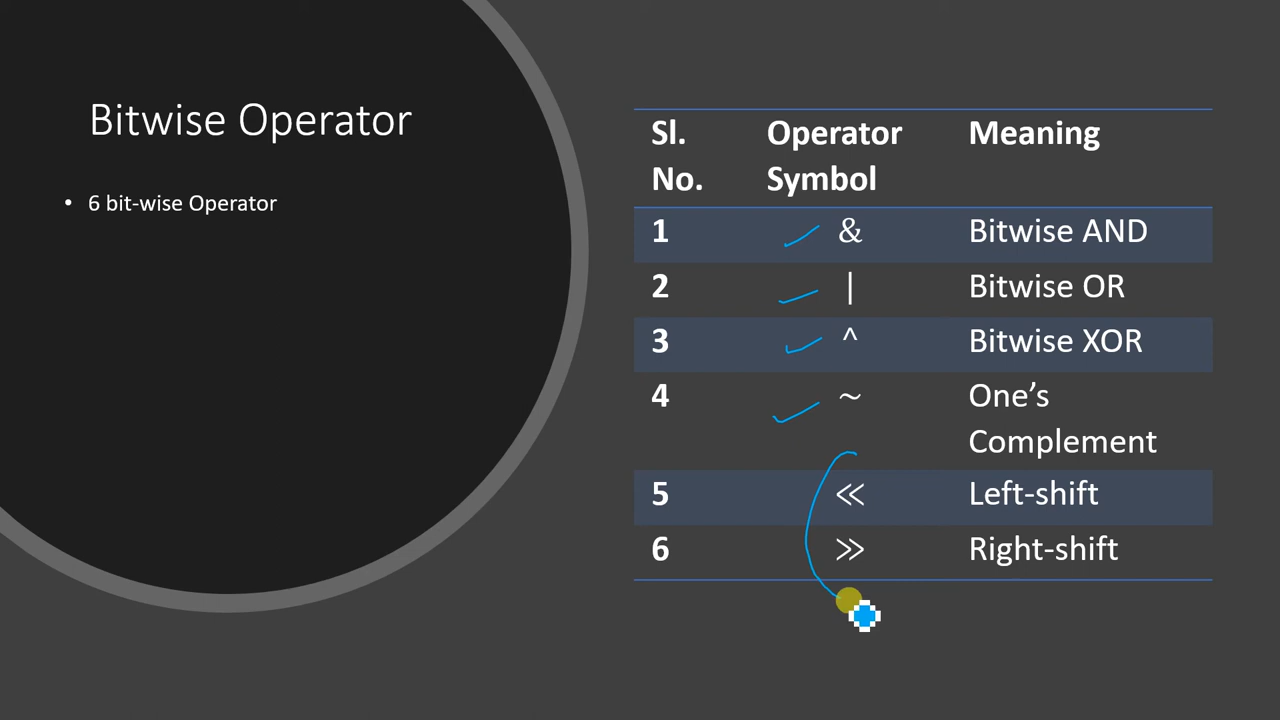 Bitwise Operator
• 6 bit-wise Operator
Sl. No. Operator Symbol Meaning
1 & Bitwise AND
2 | Bitwise OR
3 ^ Bitwise XOR
4 ~ One’s Complement
5 ≪ Left-shift
6 ≫ Right-shift